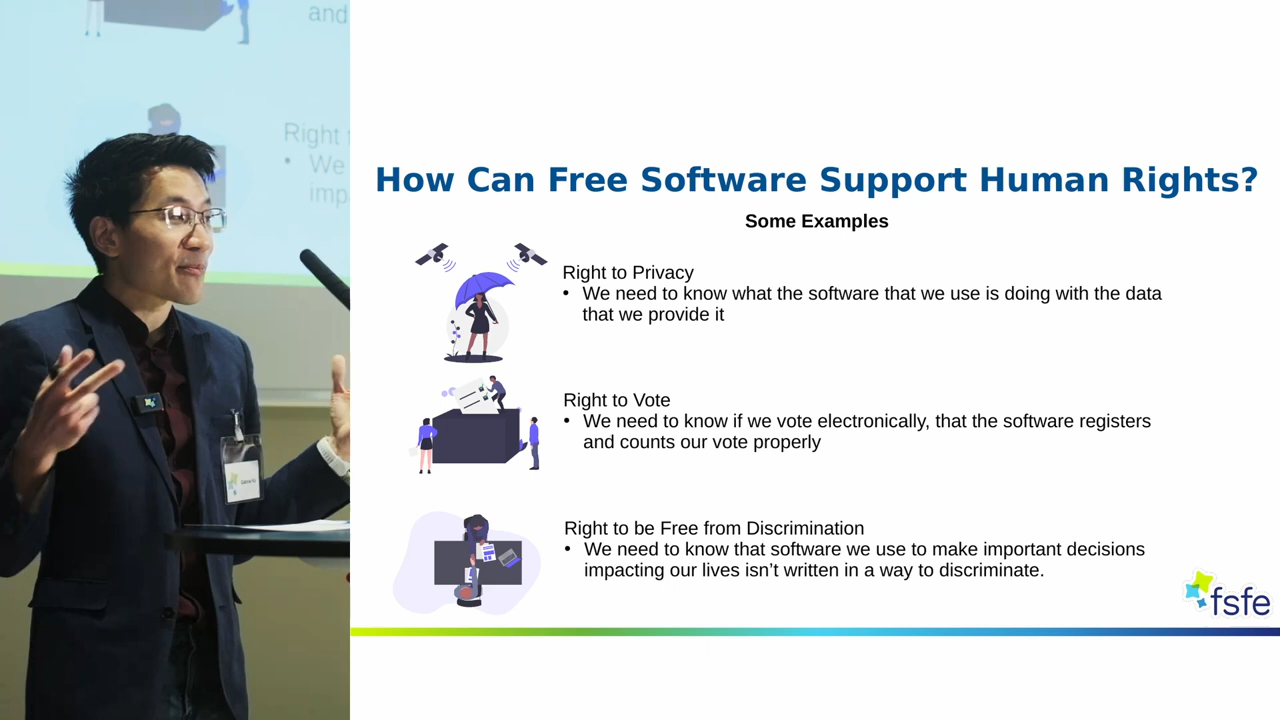 and
Right
We
imp
How Can Free Software Support Human Rights?
Some Examples
Right to Privacy
• We need to know what the software that we use is doing with the data
that we provide it
Right to Vote
• We need to know if we vote electronically, that the software registers
and counts our vote properly
Right to be Free from Discrimination
• We need to know that software we use to make important decisions
impacting our lives isn’t written in a way to discriminate.
fsfe